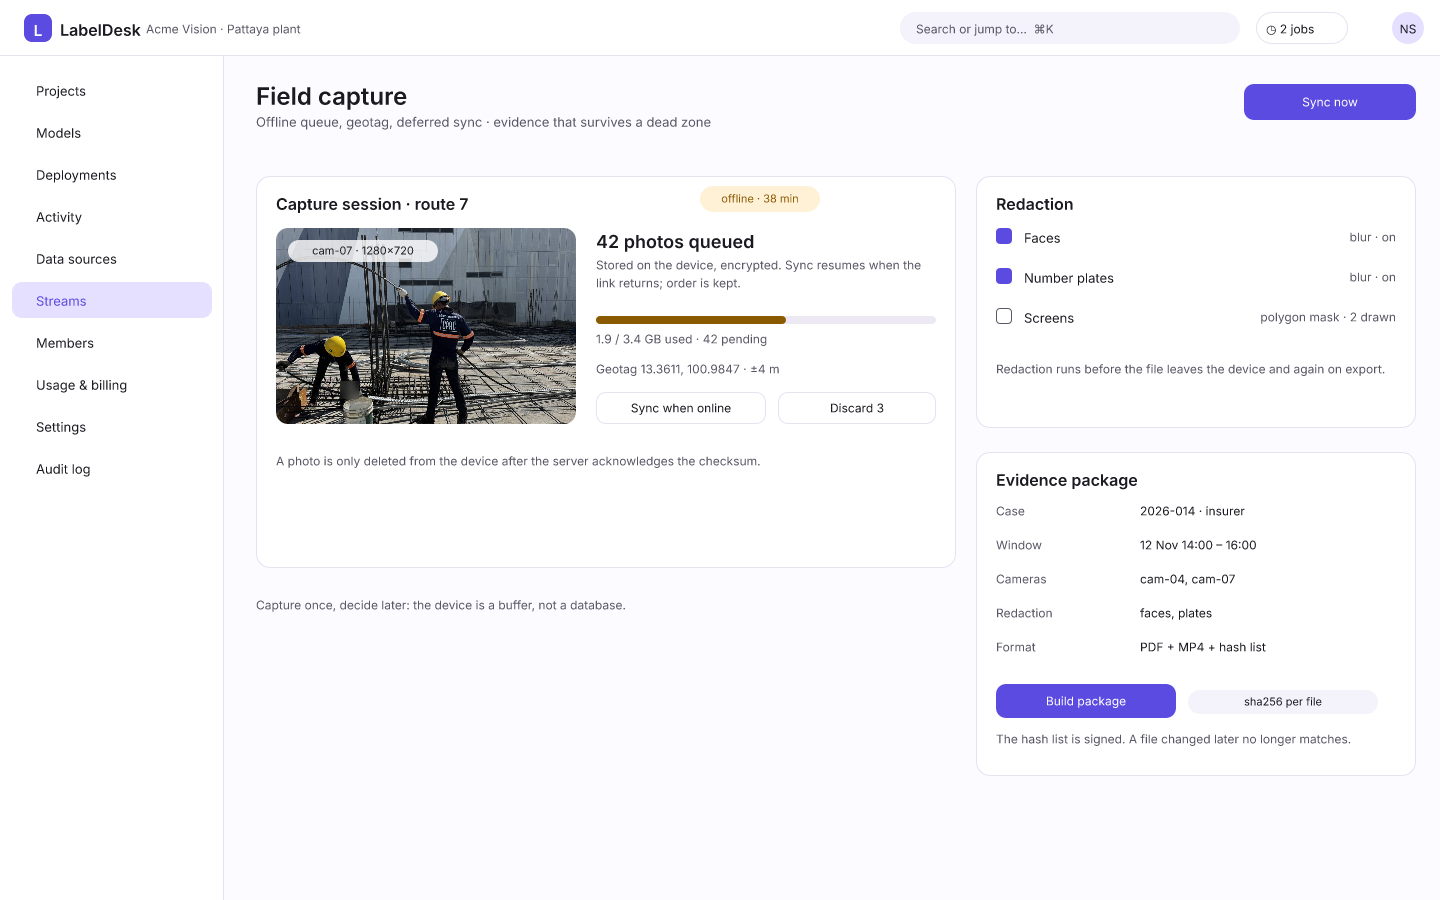 L LabelDesk Acme Vision · Pattaya plant
Search or jump to... ⌘K
◷ 2 jobs
NS
Projects
Models
Deployments
Activity
Data sources
Streams
Members
Usage & billing
Settings
Audit log
Field capture
Offline queue, geotag, deferred sync · evidence that survives a dead zone
Sync now
Capture session · route 7
offline · 38 min
cam-07 · 1280×720
42 photos queued
Stored on the device, encrypted. Sync resumes when the
link returns; order is kept.
1.9 / 3.4 GB used · 42 pending
Geotag 13.3611, 100.9847 · ±4 m
Sync when online
Discard 3
A photo is only deleted from the device after the server acknowledges the checksum.
Capture once, decide later: the device is a buffer, not a database.
Redaction
Faces blur · on
Number plates blur · on
Screens polygon mask · 2 drawn
Redaction runs before the file leaves the device and again on export.
Evidence package
Case 2026-014 · insurer
Window 12 Nov 14:00 – 16:00
Cameras cam-04, cam-07
Redaction faces, plates
Format PDF + MP4 + hash list
Build package
sha256 per file
The hash list is signed. A file changed later no longer matches.